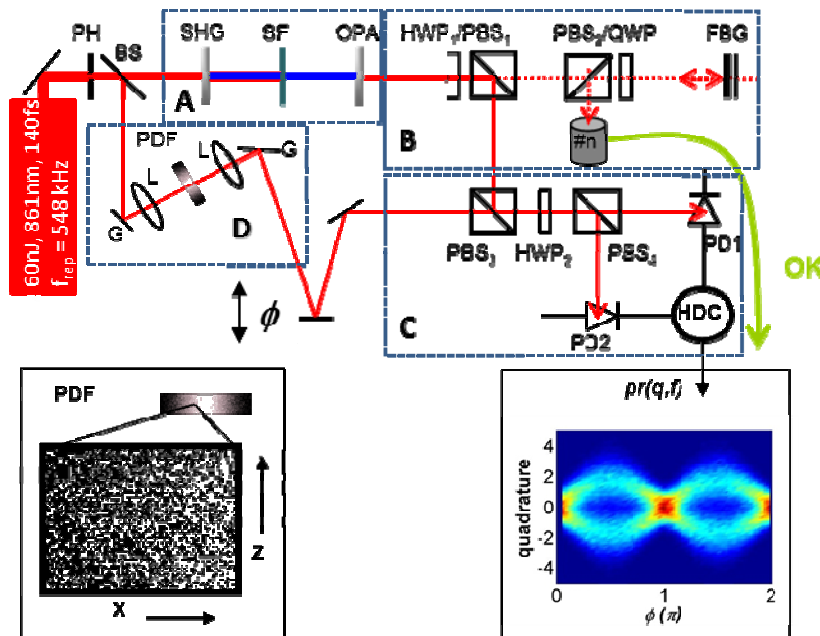 PH
BS
SHG
SF
OPA
HWP₁/PBS₁
PBS₂/QWP
FBG
A
B
#n
60nJ, 861nm, 140fs
f_rep = 548 kHz
PDF
L
L
G
G
D
PBS₃
HWP₂
PBS₄
PD1
OK
ϕ
C
PD2
HDC
PDF
z
x
pr(q,f)
quadrature
4
2
0
-2
-4
0
1
2
ϕ (π)